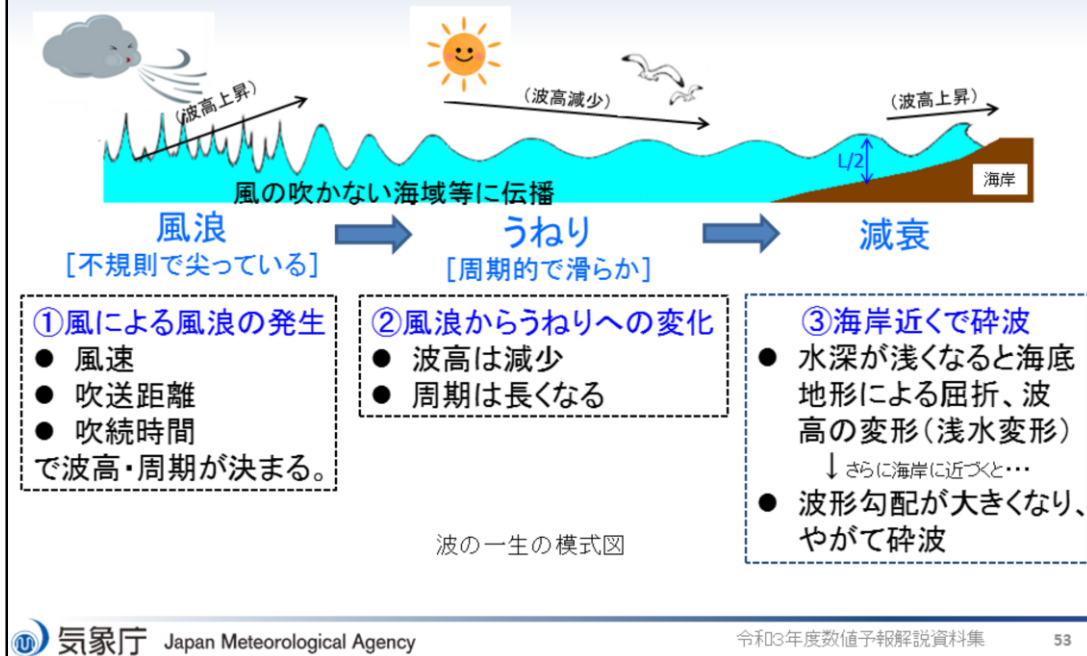 (波高上昇)
(波高減少)
(波高上昇)
L/2
海岸
風の吹かない海域等に伝播
風浪
[不規則で尖っている]
うねり
[周期的で滑らか]
減衰
①風による風浪の発生
● 風速
● 吹送距離
● 吹続時間
で波高・周期が決まる。
②風浪からうねりへの変化
● 波高は減少
● 周期は長くなる
③海岸近くで砕波
● 水深が浅くなると海底
地形による屈折、波
高の変形(浅水変形)
↓さらに海岸に近づくと・・・
● 波形勾配が大きくなり、
やがて砕波
波の一生の模式図
気象庁 Japan Meteorological Agency
令和3年度数値予報解説資料集
53